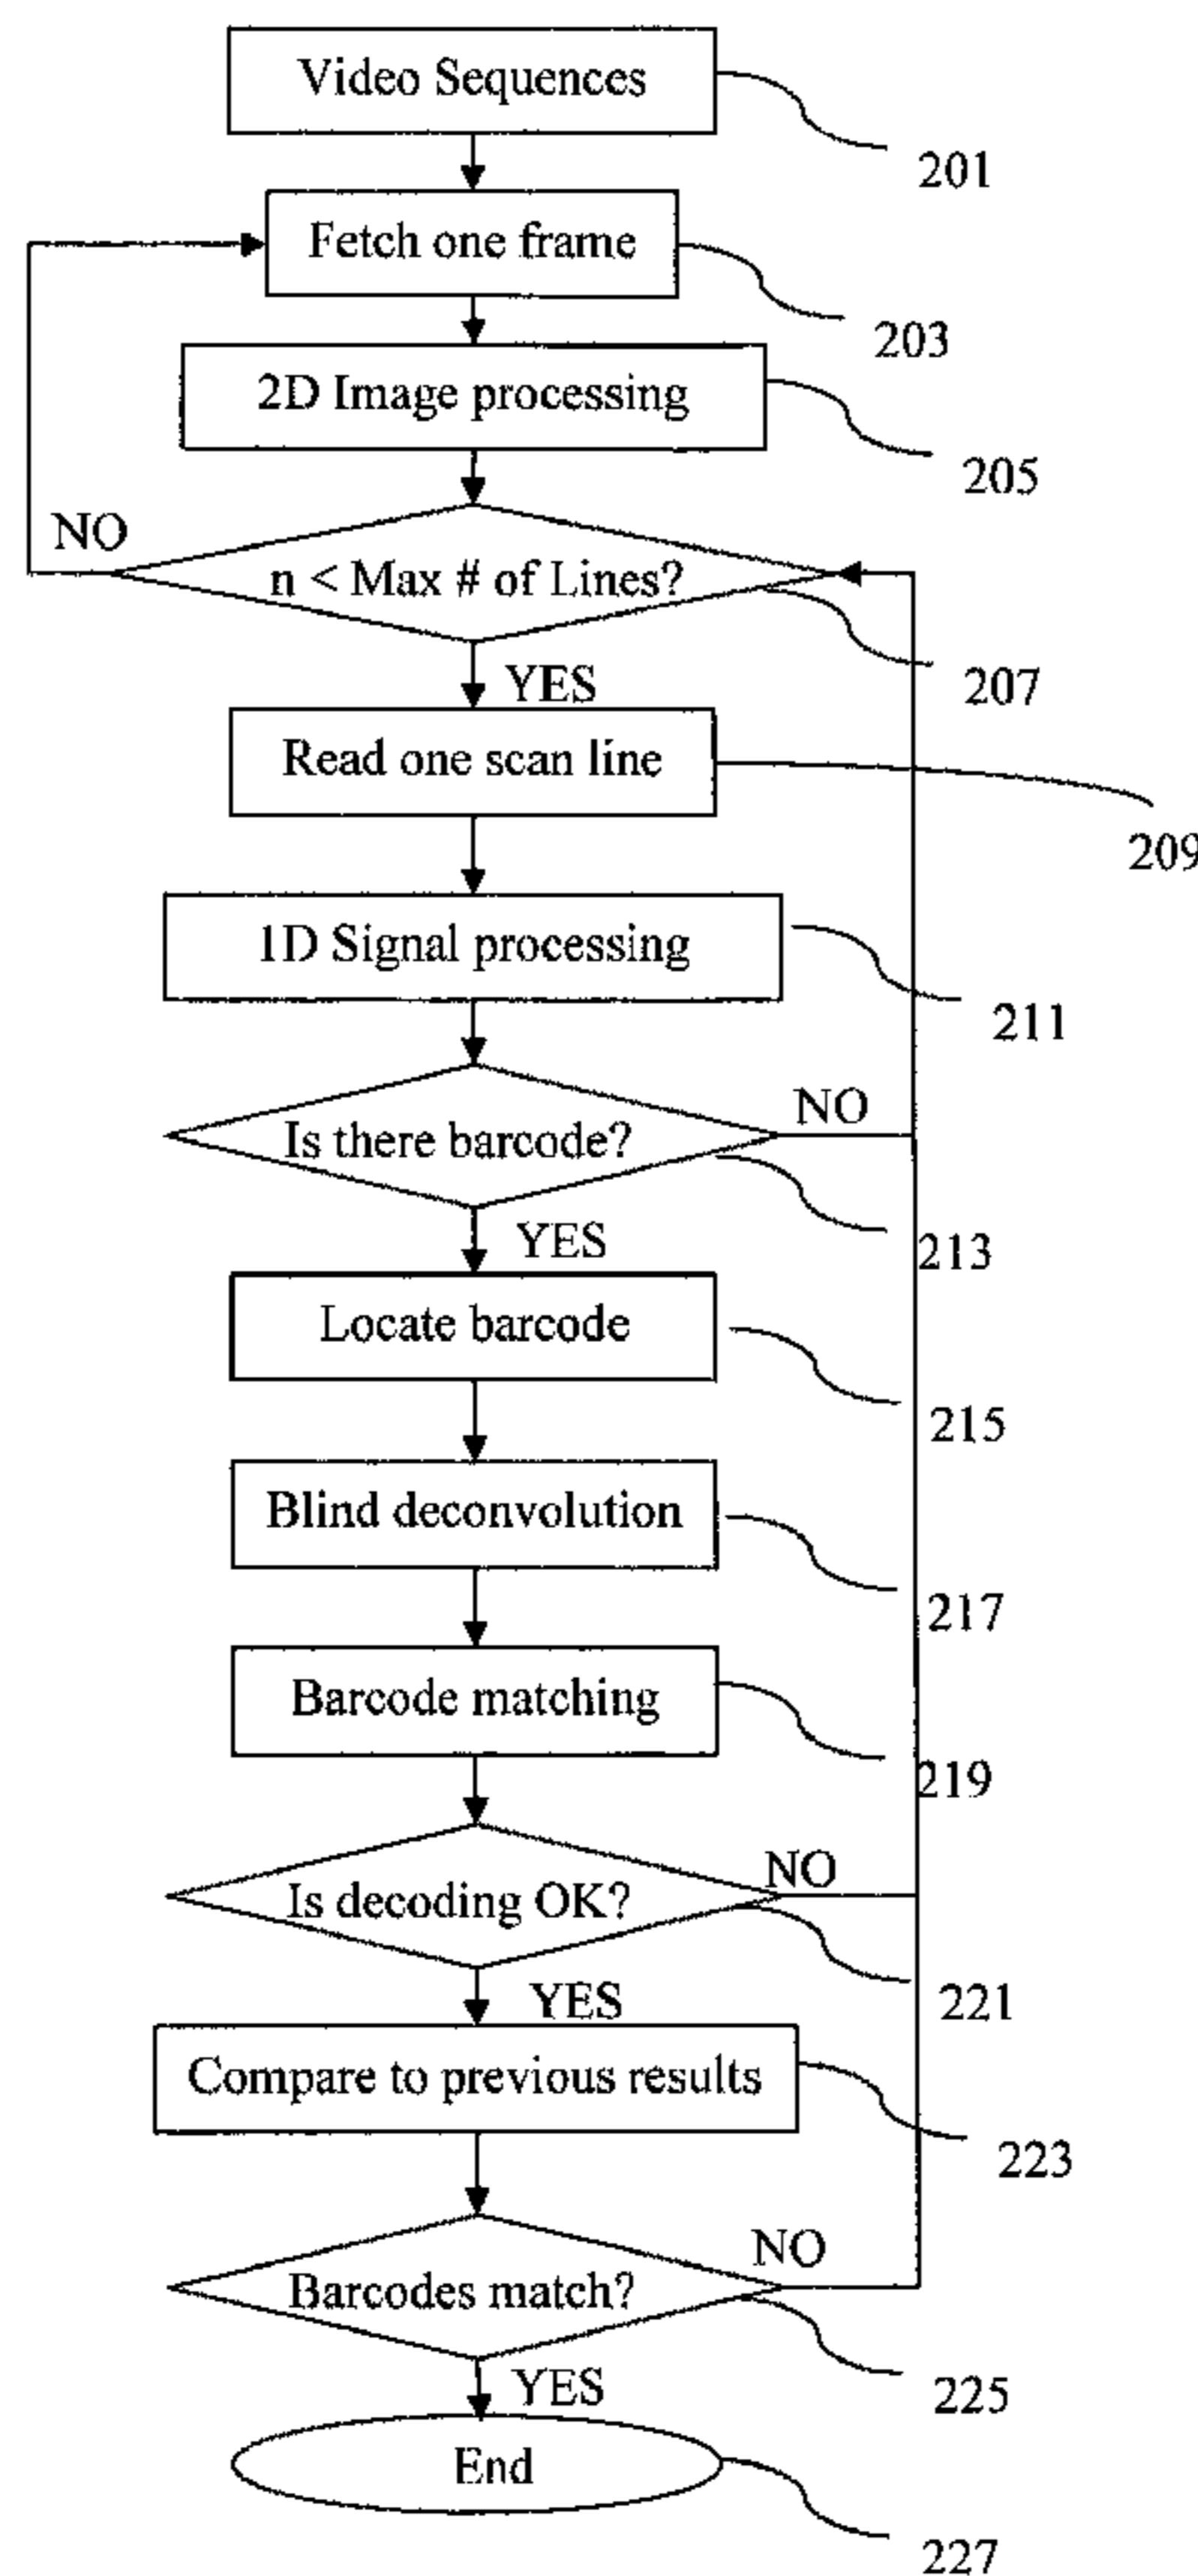 Video Sequences
201
Fetch one frame
203
2D Image processing
205
NO
n < Max # of Lines?
207
YES
Read one scan line
209
1D Signal processing
211
NO
Is there barcode?
213
YES
Locate barcode
215
Blind deconvolution
217
Barcode matching
219
NO
Is decoding OK?
221
YES
Compare to previous results
223
NO
Barcodes match?
225
YES
End
227